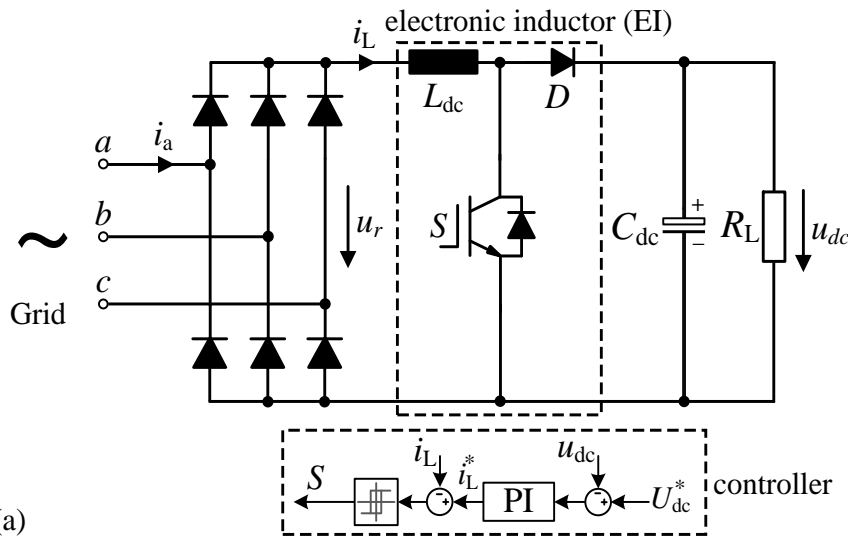 electronic inductor (EI)
i_L
L_dc
D
a
i_a
b
u_r
S
+
−
C_dc
R_L
u_dc
c
Grid
~
i_L
u_dc
S
i_L^*
PI
U_dc^*
controller
-
+
-
+
a)